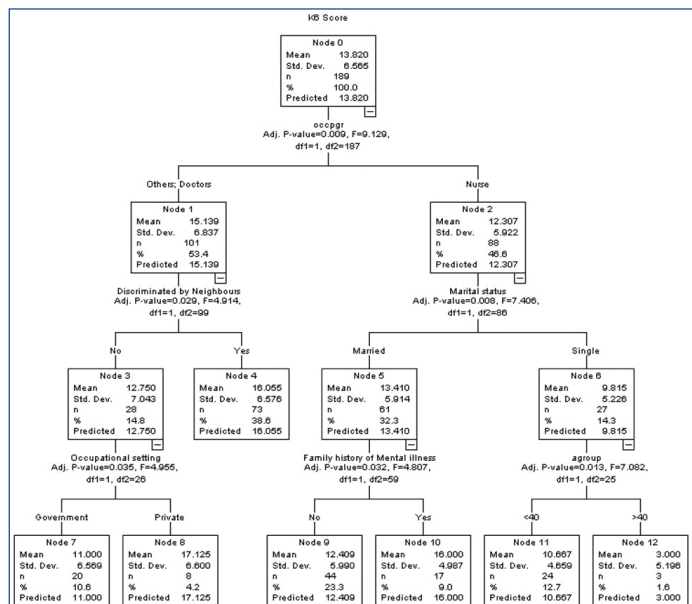 K6 Score
Node 0
Mean 13.820
Std. Dev. 6.565
n 189
% 100.0
Predicted 13.820
occpgr
Adj. P-value=0.009, F=9.129,
df1=1, df2=187
Others; Doctors
Nurse
Node 1
Mean 15.139
Std. Dev. 6.837
n 101
% 53.4
Predicted 15.139
Node 2
Mean 12.307
Std. Dev. 5.922
n 88
% 46.6
Predicted 12.307
Discriminated by Neighbours
Adj. P-value=0.029, F=4.914,
df1=1, df2=99
Marital status
Adj. P-value=0.008, F=7.406,
df1=1, df2=86
No
Yes
Married
Single
Node 3
Mean 12.750
Std. Dev. 7.043
n 28
% 14.8
Predicted 12.750
Node 4
Mean 16.055
Std. Dev. 6.576
n 73
% 38.6
Predicted 16.055
Node 5
Mean 13.410
Std. Dev. 5.914
n 61
% 32.3
Predicted 13.410
Node 6
Mean 9.815
Std. Dev. 5.226
n 27
% 14.3
Predicted 9.815
Occupational setting
Adj. P-value=0.035, F=4.955,
df1=1, df2=26
Family history of Mental illness
Adj. P-value=0.032, F=4.807,
df1=1, df2=59
agroup
Adj. P-value=0.013, F=7.082,
df1=1, df2=25
Government
Private
No
Yes
<40
>40
Node 7
Mean 11.000
Std. Dev. 6.569
n 20
% 10.6
Predicted 11.000
Node 8
Mean 17.125
Std. Dev. 6.600
n 8
% 4.2
Predicted 17.125
Node 9
Mean 12.409
Std. Dev. 5.990
n 44
% 23.3
Predicted 12.409
Node 10
Mean 16.000
Std. Dev. 4.987
n 17
% 9.0
Predicted 16.000
Node 11
Mean 10.667
Std. Dev. 4.659
n 24
% 12.7
Predicted 10.667
Node 12
Mean 3.000
Std. Dev. 5.196
n 3
% 1.6
Predicted 3.000